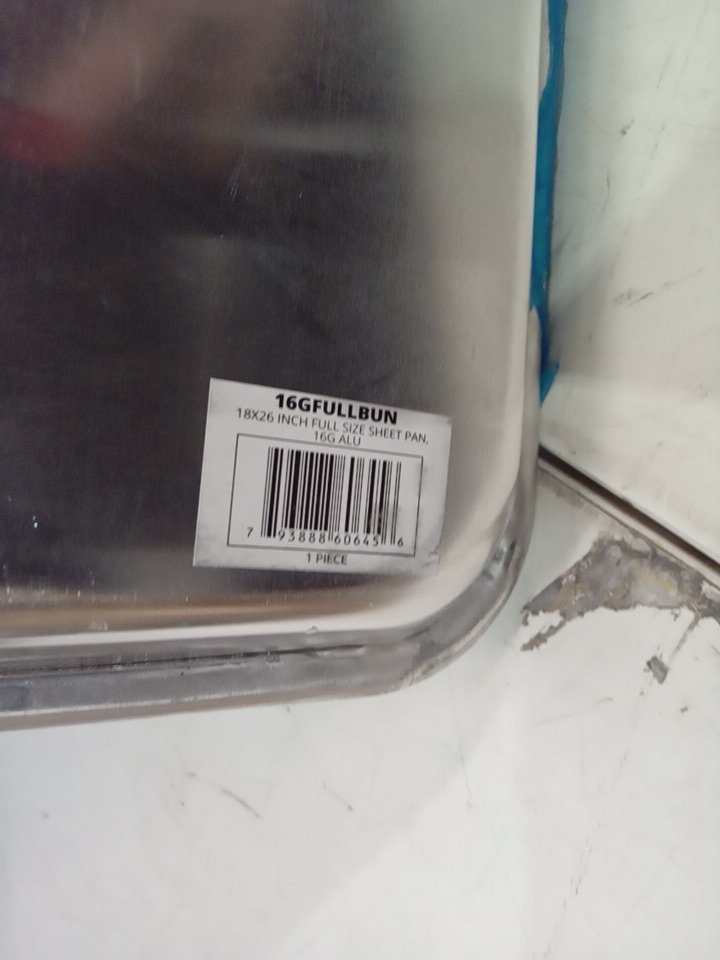 16GFULLBUN
18X26 INCH FULL SIZE SHEET PAN,
16G ALU
7 93888 60645 6
1 PIECE